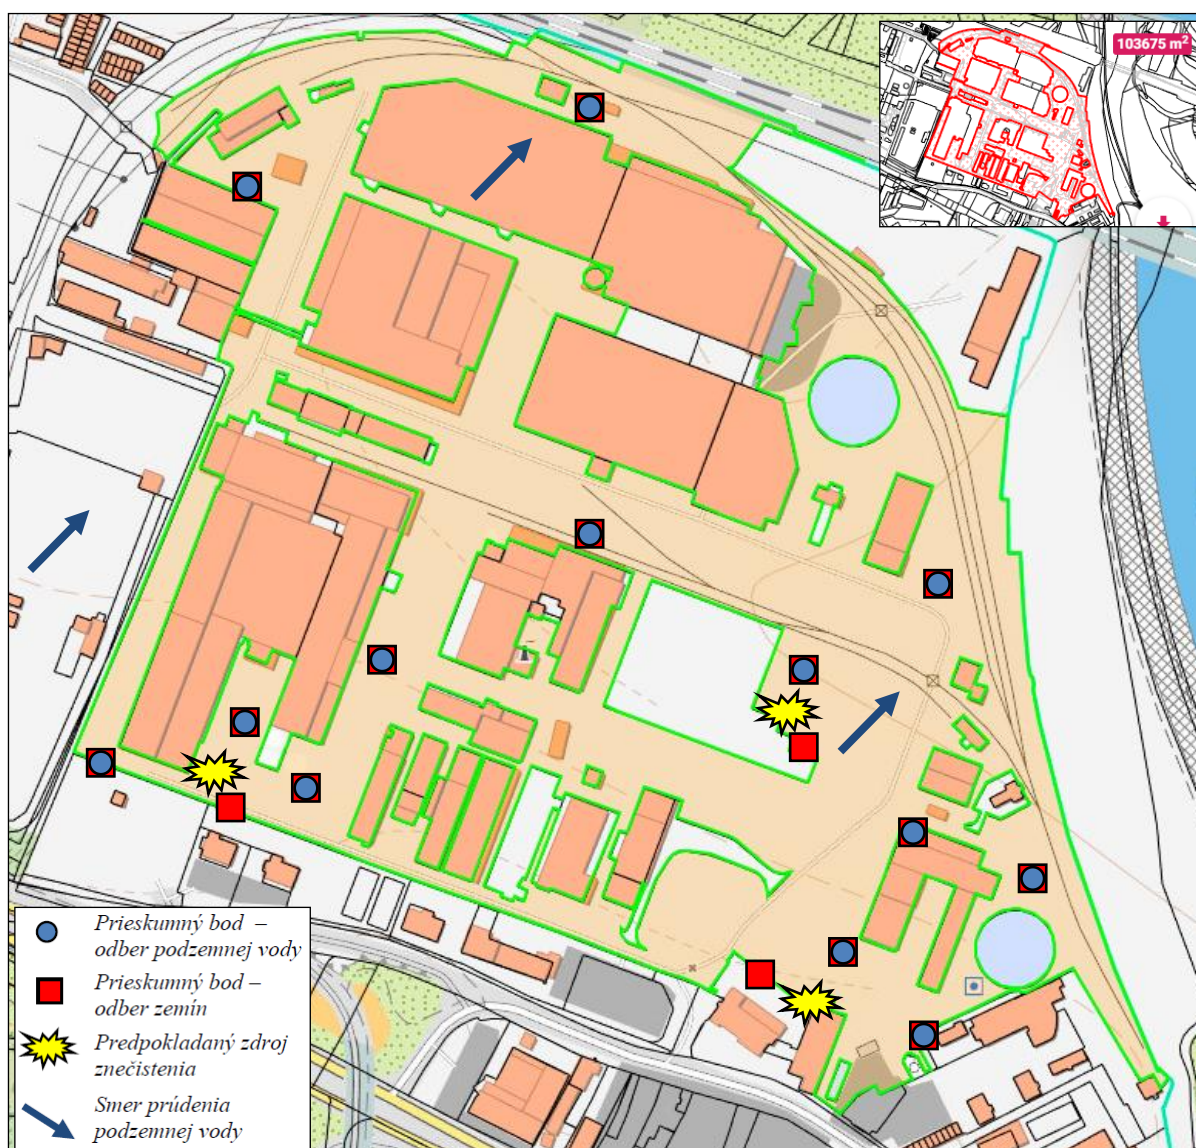 103675 m²
Prieskumný bod –
odber podzemnej vody
Prieskumný bod –
odber zemín
Predpokladaný zdroj
znečistenia
Smer prúdenia
podzemnej vody